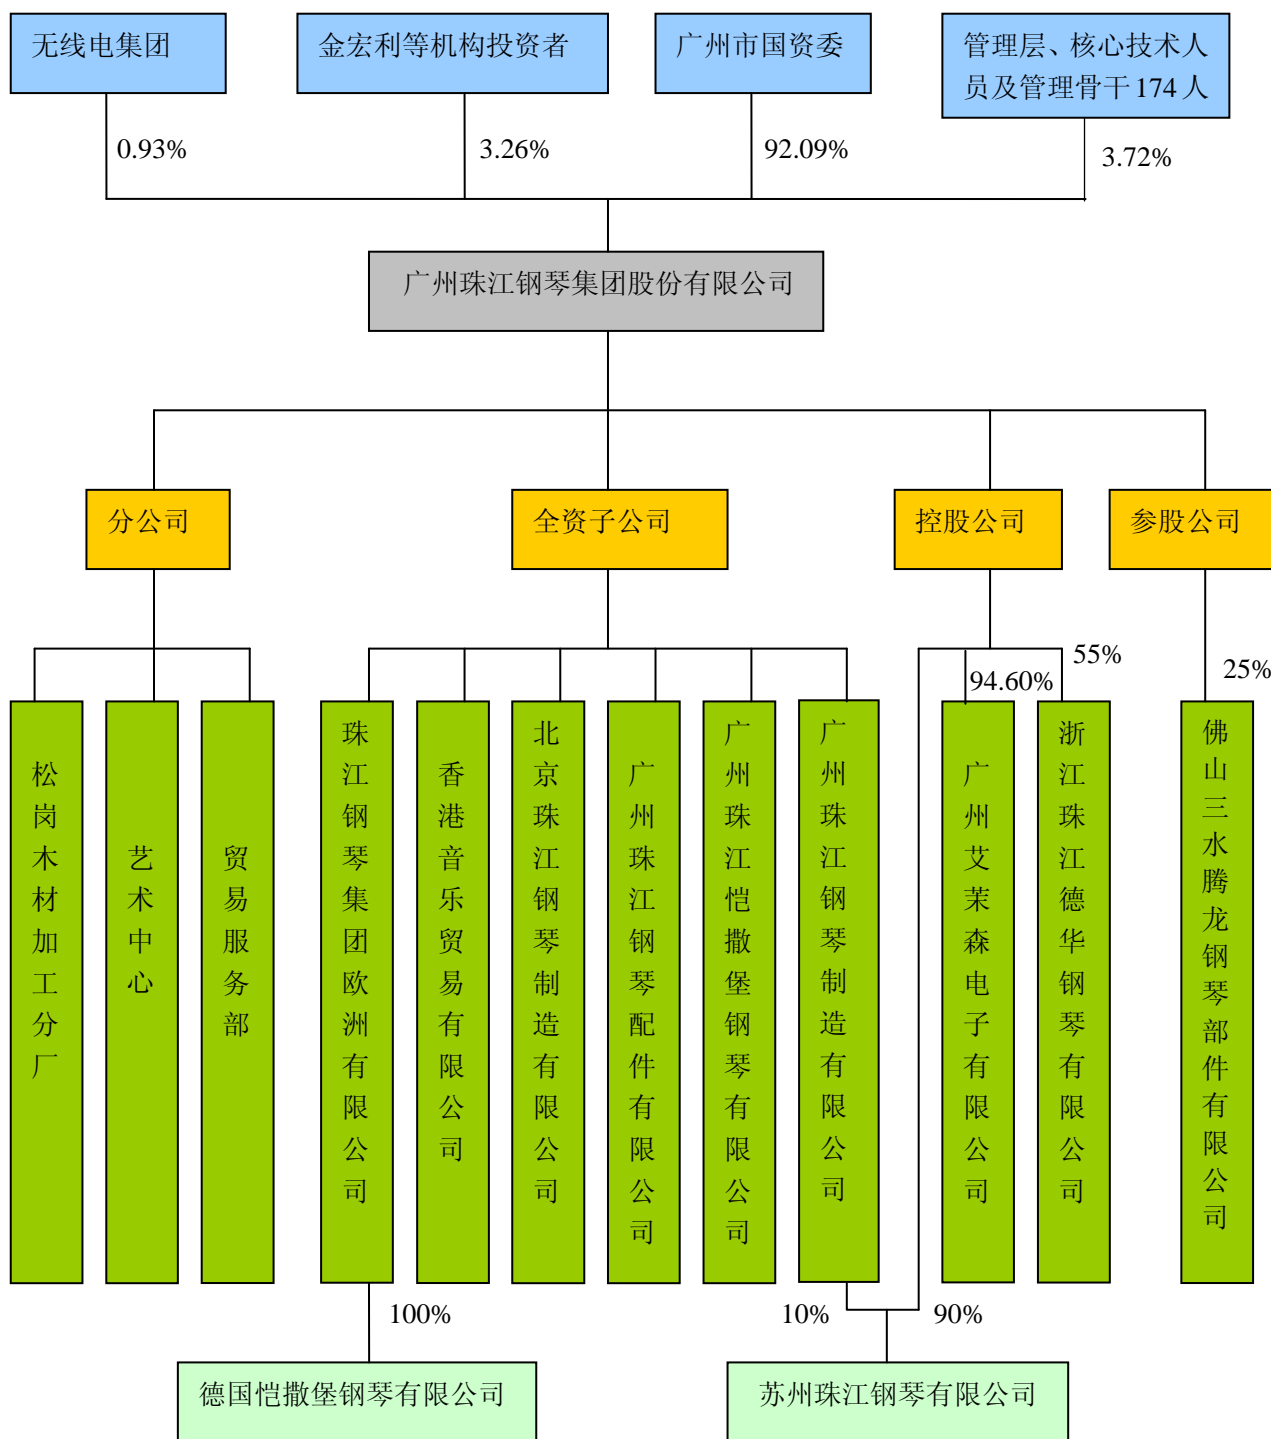 无线电集团
金宏利等机构投资者
广州市国资委
管理层、核心技术人
员及管理骨干 174 人
0.93%
3.26%
92.09%
3.72%
广州珠江钢琴集团股份有限公司
分公司
全资子公司
控股公司
参股公司
55%
94.60%
25%
松岗木材加工分厂
艺术中心
贸易服务部
珠江钢琴集团欧洲有限公司
香港音乐贸易有限公司
北京珠江钢琴制造有限公司
广州珠江钢琴配件有限公司
广州珠江恺撒堡钢琴有限公司
广州珠江钢琴制造有限公司
广州艾茉森电子有限公司
浙江珠江德华钢琴有限公司
佛山三水腾龙钢琴部件有限公司
100%
10%
90%
德国恺撒堡钢琴有限公司
苏州珠江钢琴有限公司